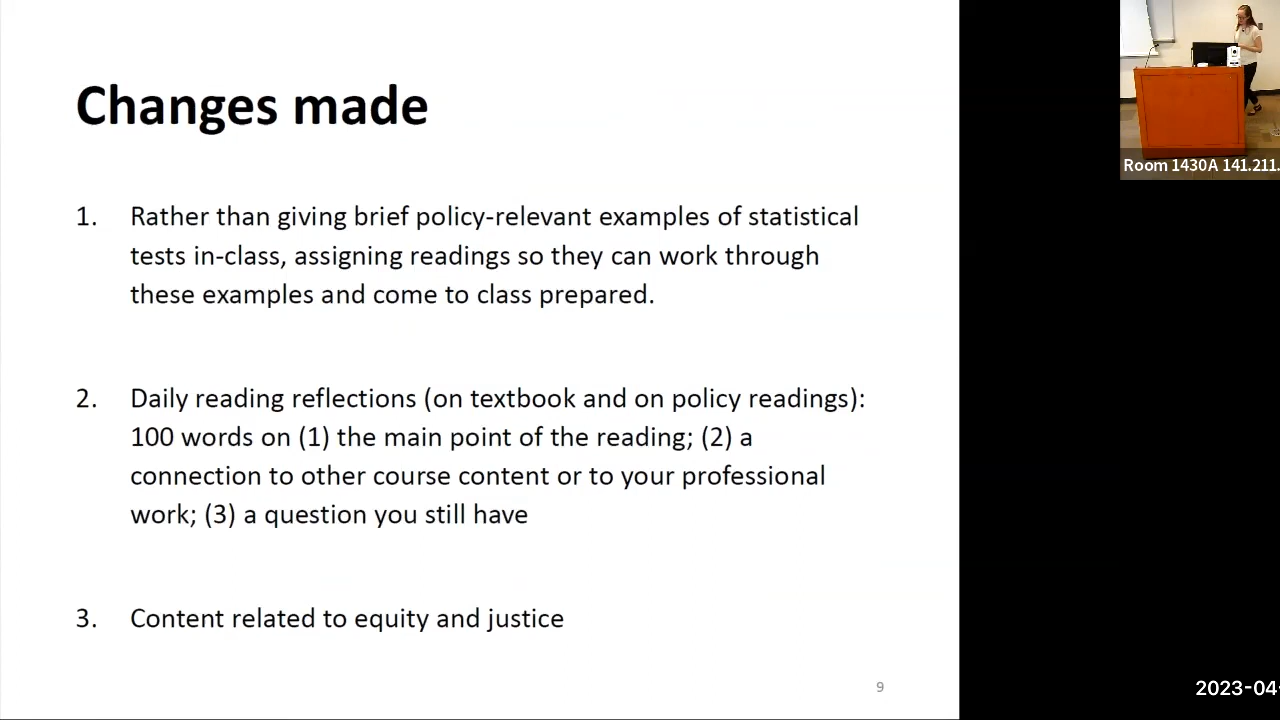 Changes made
1. Rather than giving brief policy-relevant examples of statistical
tests in-class, assigning readings so they can work through
these examples and come to class prepared.
2. Daily reading reflections (on textbook and on policy readings):
100 words on (1) the main point of the reading; (2) a
connection to other course content or to your professional
work; (3) a question you still have
3. Content related to equity and justice
9
Room 1430A 141.211.
2023-04-